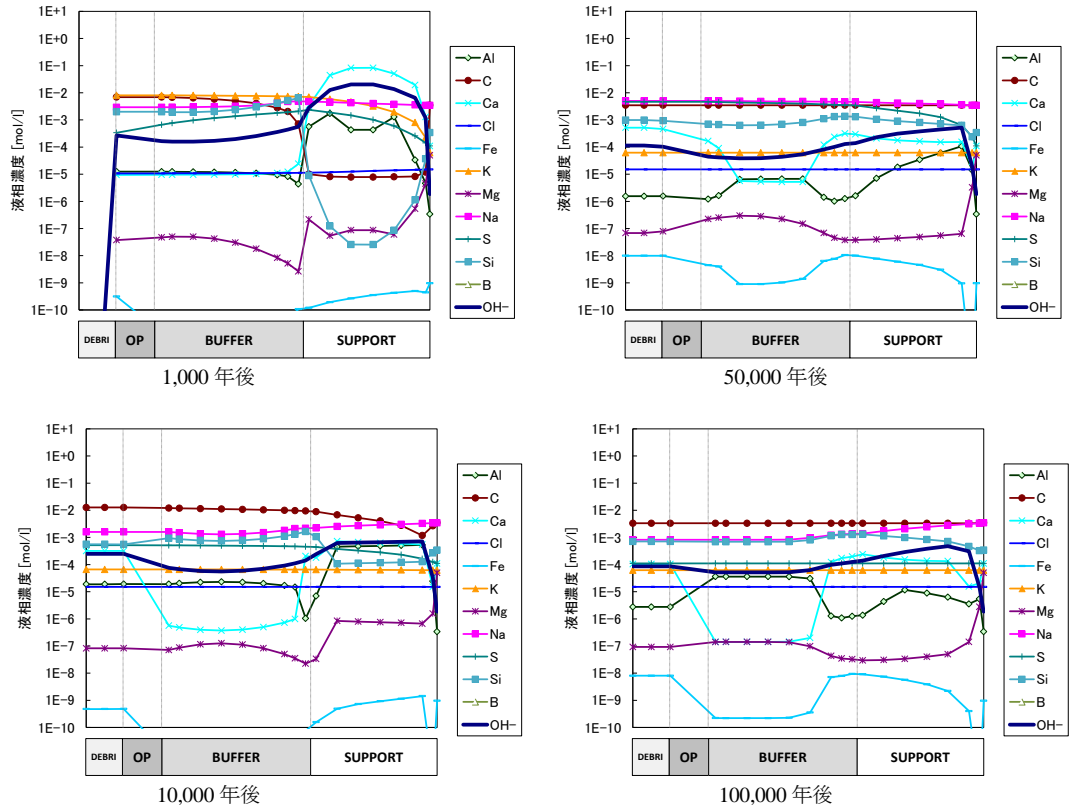 1E+1
1E+0
1E-1
1E-2
1E-3
1E-4
1E-5
1E-6
1E-7
1E-8
1E-9
1E-10
液相濃度 [mol/l]
Al
C
Ca
Cl
Fe
K
Mg
Na
S
Si
B
OH-
DEBRI OP BUFFER SUPPORT
1,000 年後
1E+1
1E+0
1E-1
1E-2
1E-3
1E-4
1E-5
1E-6
1E-7
1E-8
1E-9
1E-10
液相濃度 [mol/l]
Al
C
Ca
Cl
Fe
K
Mg
Na
S
Si
B
OH-
DEBRI OP BUFFER SUPPORT
50,000 年後
1E+1
1E+0
1E-1
1E-2
1E-3
1E-4
1E-5
1E-6
1E-7
1E-8
1E-9
1E-10
液相濃度 [mol/l]
Al
C
Ca
Cl
Fe
K
Mg
Na
S
Si
B
OH-
DEBRI OP BUFFER SUPPORT
10,000 年後
1E+1
1E+0
1E-1
1E-2
1E-3
1E-4
1E-5
1E-6
1E-7
1E-8
1E-9
1E-10
液相濃度 [mol/l]
Al
C
Ca
Cl
Fe
K
Mg
Na
S
Si
B
OH-
DEBRI OP BUFFER SUPPORT
100,000 年後